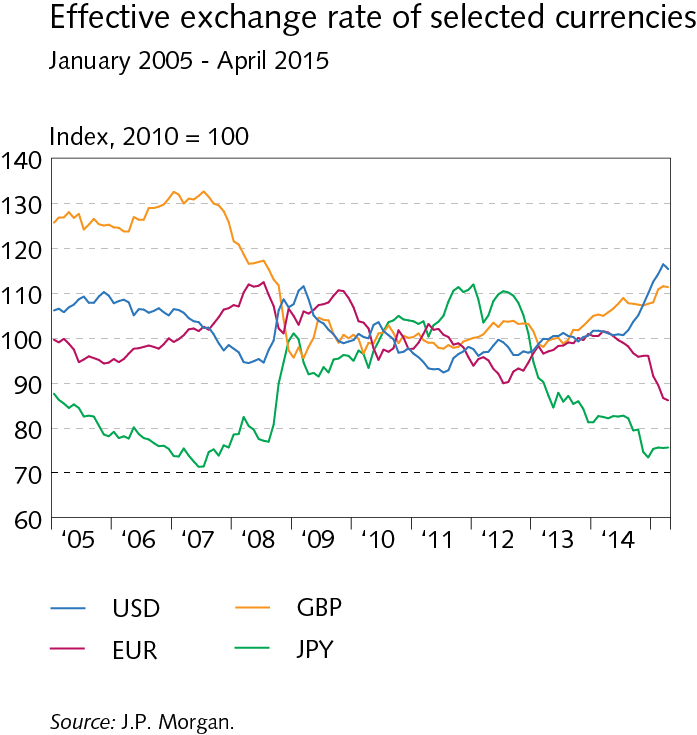 Effective exchange rate of selected currencies
January 2005 - April 2015
Index, 2010 = 100
140
130
120
110
100
90
80
70
60
‘05 ‘06 ‘07 ‘08 ‘09 ‘10 ‘11 ‘12 ‘13 ‘14
USD GBP
EUR JPY
Source: J.P. Morgan.